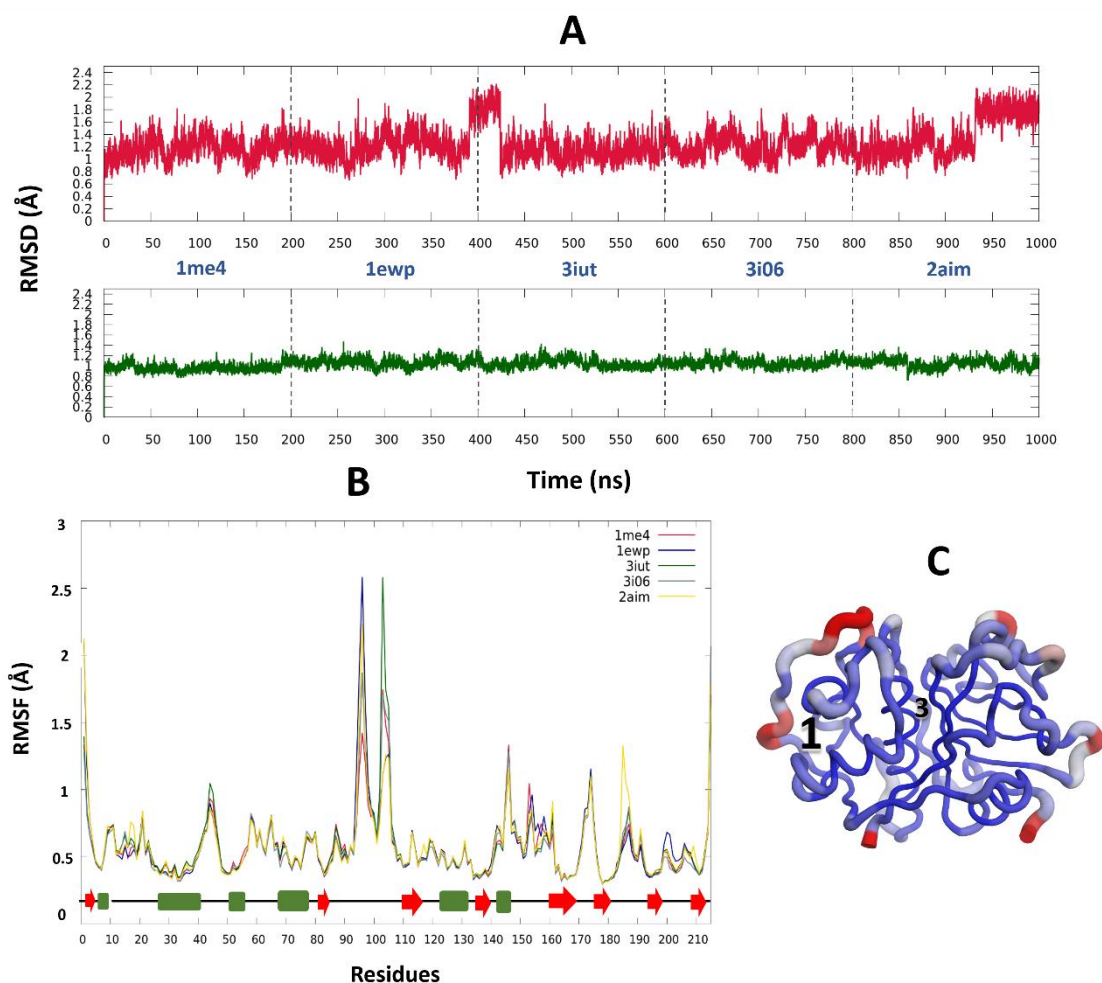 A
RMSD (Å)
2.4
2.2
2
1.8
1.6
1.4
1.2
1
0.8
0.6
0.4
0.2
0
0 50 100 150 200 250 300 350 400 450 500 550 600 650 700 750 800 850 900 950 1000
1me4 1ewp 3iut 3i06 2aim
2.4
2.2
2
1.8
1.6
1.4
1.2
1
0.8
0.6
0.4
0.2
0
0 50 100 150 200 250 300 350 400 450 500 550 600 650 700 750 800 850 900 950 1000
Time (ns)
B
RMSF (Å)
3
2.5
2
1.5
1
0.5
0
1me4
1ewp
3iut
3i06
2aim
0 10 20 30 40 50 60 70 80 90 100 110 120 130 140 150 160 170 180 190 200 210
Residues
C
1
3